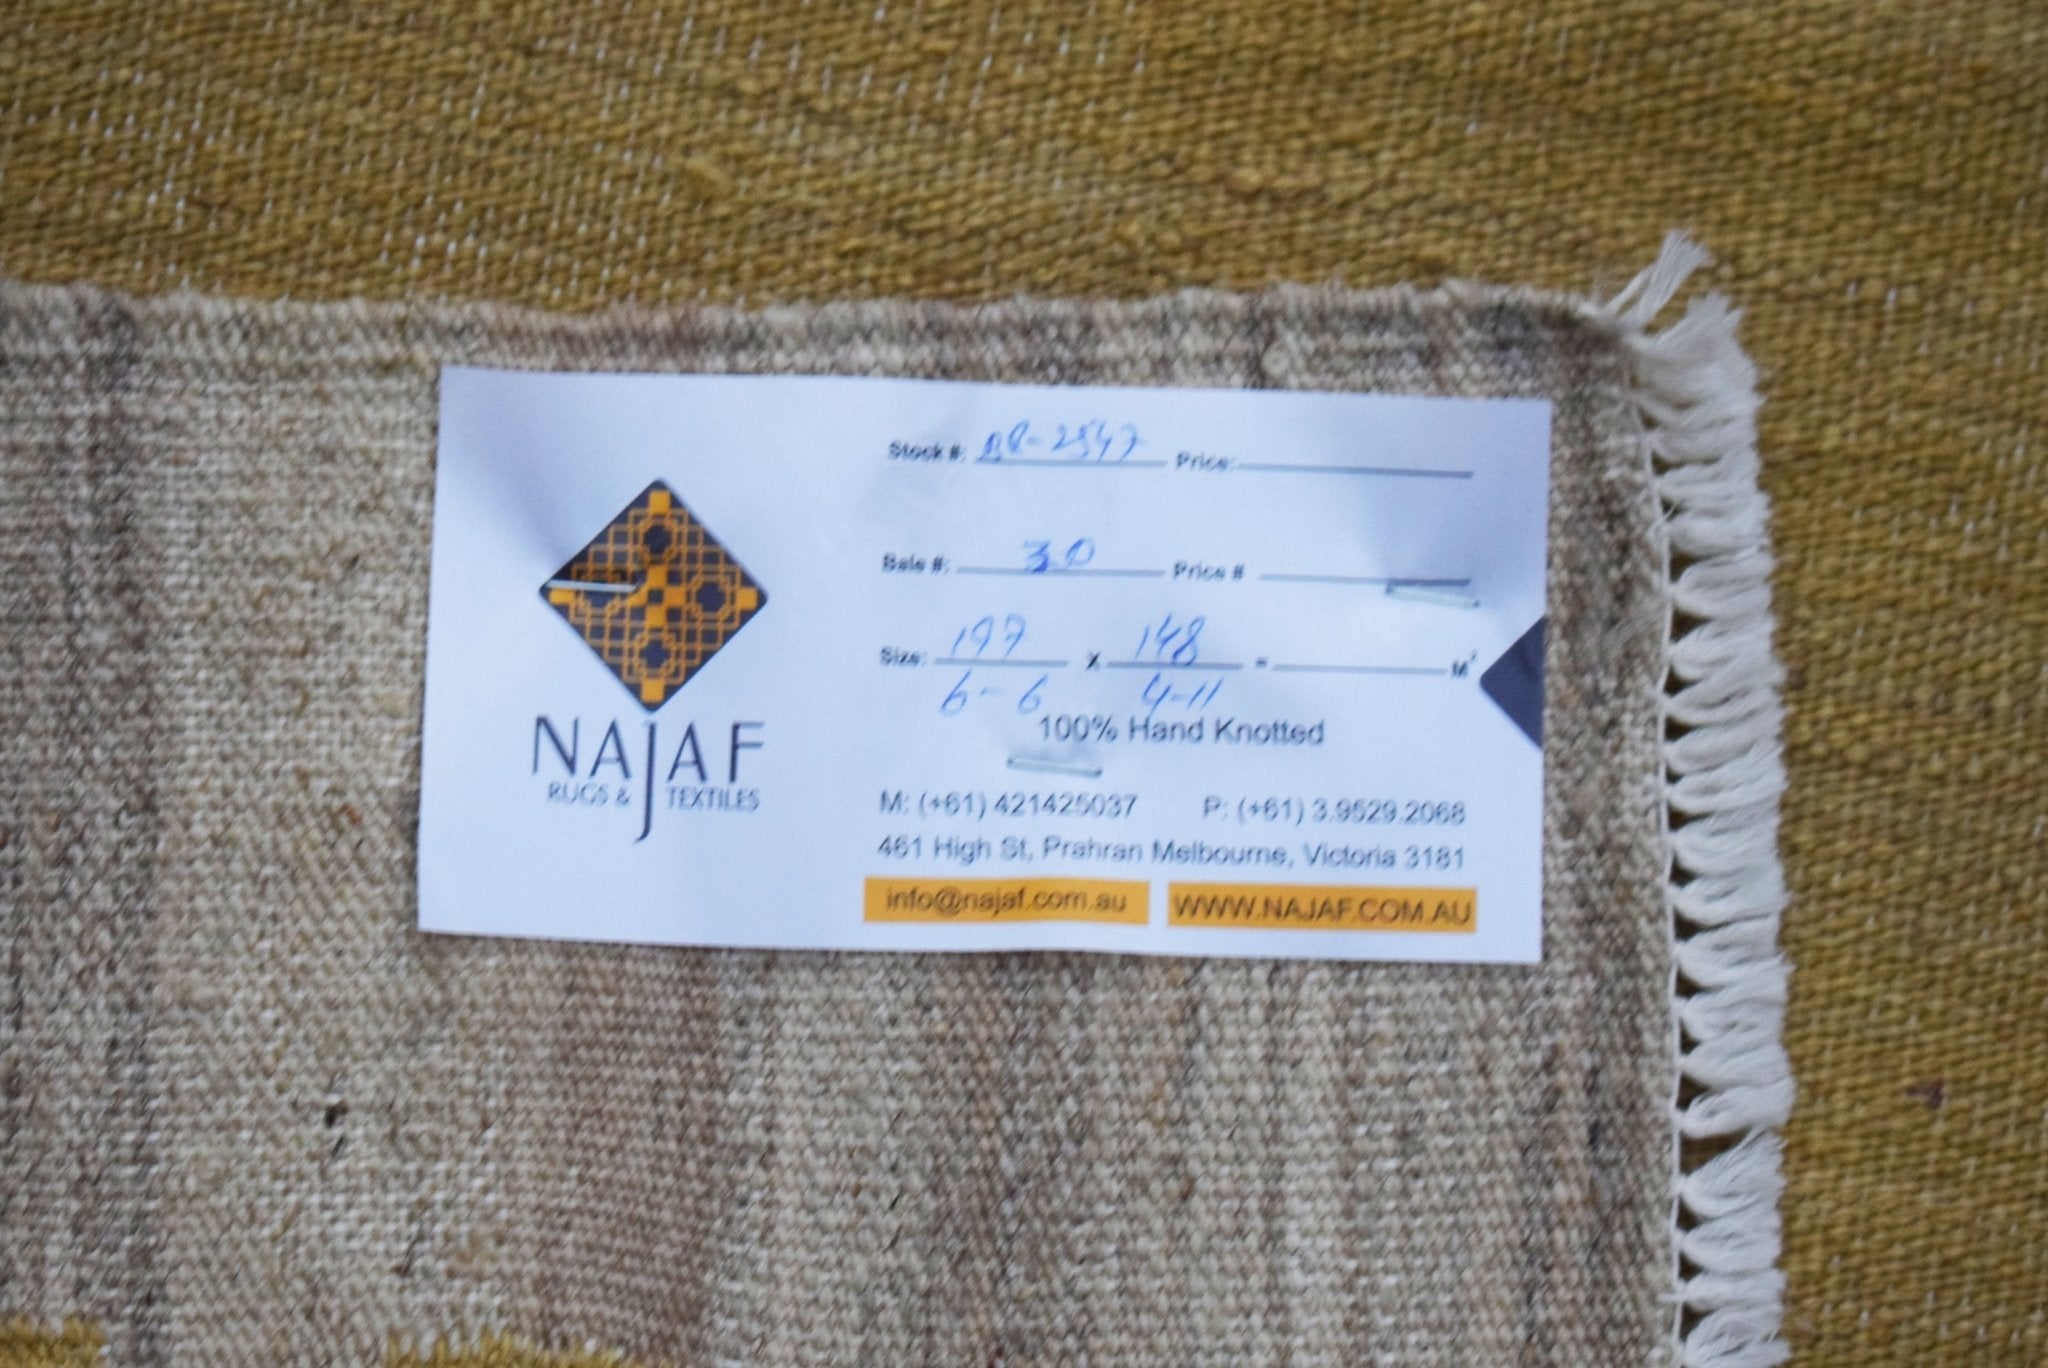 NAJAF
RUGS & TEXTILES
Stock #: BR-2547 Price:
Bale #: 30 Price #
Size: 197 x 148 = M²
6-6 4-11
100% Hand Knotted
M: (+61) 421425037 P: (+61) 3.9529.2068
461 High St, Prahran Melbourne, Victoria 3181
info@najaf.com.au WWW.NAJAF.COM.AU